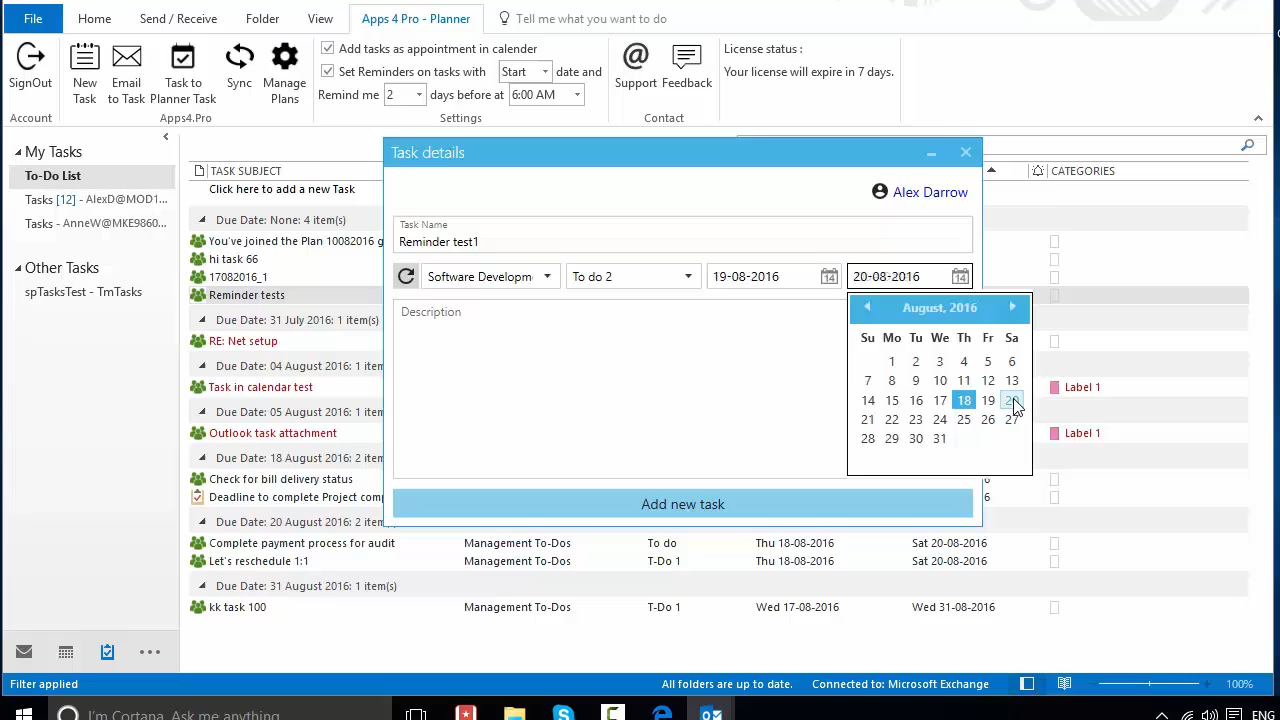 File Home Send / Receive Folder View Apps 4 Pro - Planner Tell me what you want to do
SignOut
New Task
Email to Task
Task to Planner Task
Sync
Manage Plans
Add tasks as appointment in calender
Set Reminders on tasks with Start date and
Remind me 2 days before at 6:00 AM
Support Feedback
License status :
Your license will expire in 7 days.
Account Apps4.Pro Settings Contact
My Tasks
To-Do List
Tasks [12] - AlexD@MOD1...
Tasks - AnneW@MKE9860...
Other Tasks
spTasksTest - TmTasks
TASK SUBJECT CATEGORIES
Click here to add a new Task
Due Date: None: 4 item(s)
You've joined the Plan 10082016 g
hi task 66
17082016_1
Reminder tests
Due Date: 31 July 2016: 1 item(s)
RE: Net setup
Due Date: 04 August 2016: 1 item
Task in calendar test Label 1
Due Date: 05 August 2016: 1 item
Outlook task attachment Label 1
Due Date: 18 August 2016: 2 item
Check for bill delivery status
Deadline to complete Project comp
Due Date: 20 August 2016: 2 item
Complete payment process for audit Management To-Dos To do Thu 18-08-2016 Sat 20-08-2016
Let's reschedule 1:1 Management To-Dos T-Do 1 Thu 18-08-2016 Sat 20-08-2016
Due Date: 31 August 2016: 1 item(s)
kk task 100 Management To-Dos T-Do 1 Wed 17-08-2016 Wed 31-08-2016
Task details
Alex Darrow
Task Name
Reminder test1
Software Developm To do 2 19-08-2016 14 20-08-2016 14
Description
August, 2016
Su Mo Tu We Th Fr Sa
1 2 3 4 5 6
7 8 9 10 11 12 13
14 15 16 17 18 19 20
21 22 23 24 25 26 27
28 29 30 31
Add new task
Filter applied All folders are up to date. Connected to: Microsoft Exchange 100%
I'm Cortana. Ask me anything ENG